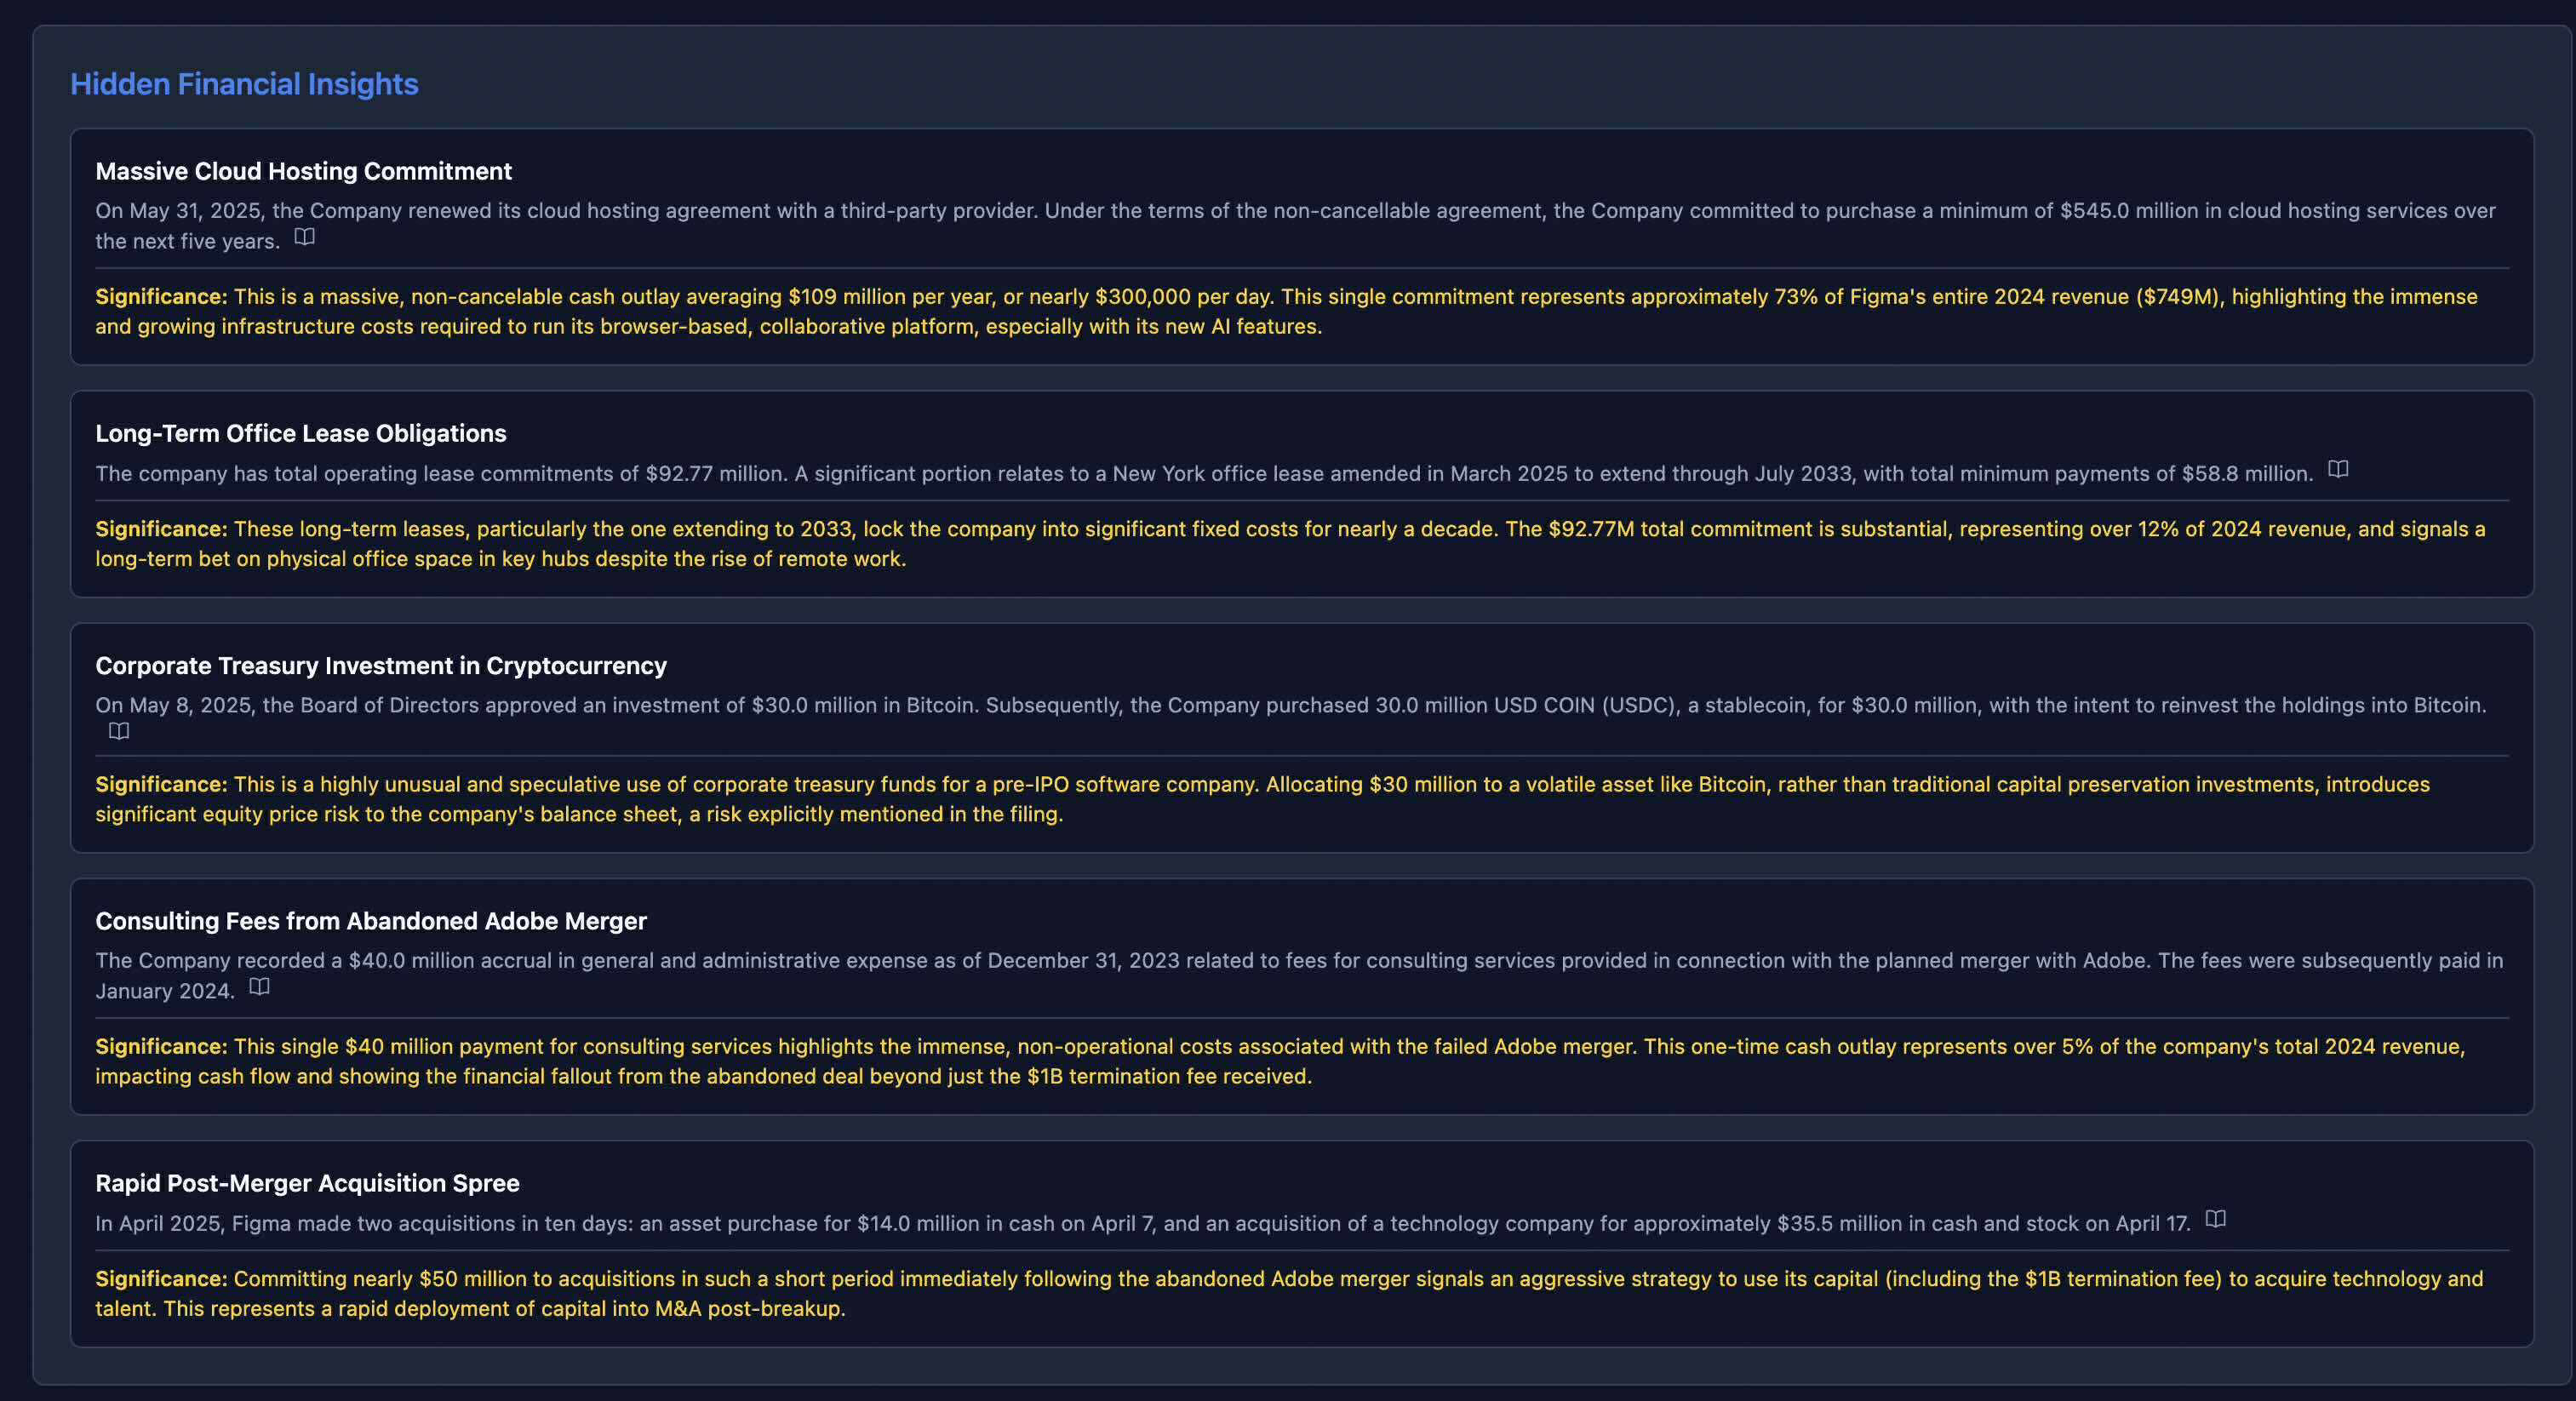 Hidden Financial Insights
Massive Cloud Hosting Commitment
On May 31, 2025, the Company renewed its cloud hosting agreement with a third-party provider. Under the terms of the non-cancellable agreement, the Company committed to purchase a minimum of $545.0 million in cloud hosting services over
the next five years.
Significance: This is a massive, non-cancelable cash outlay averaging $109 million per year, or nearly $300,000 per day. This single commitment represents approximately 73% of Figma's entire 2024 revenue ($749M), highlighting the immense
and growing infrastructure costs required to run its browser-based, collaborative platform, especially with its new AI features.
Long-Term Office Lease Obligations
The company has total operating lease commitments of $92.77 million. A significant portion relates to a New York office lease amended in March 2025 to extend through July 2033, with total minimum payments of $58.8 million.
Significance: These long-term leases, particularly the one extending to 2033, lock the company into significant fixed costs for nearly a decade. The $92.77M total commitment is substantial, representing over 12% of 2024 revenue, and signals a
long-term bet on physical office space in key hubs despite the rise of remote work.
Corporate Treasury Investment in Cryptocurrency
On May 8, 2025, the Board of Directors approved an investment of $30.0 million in Bitcoin. Subsequently, the Company purchased 30.0 million USD COIN (USDC), a stablecoin, for $30.0 million, with the intent to reinvest the holdings into Bitcoin.
Significance: This is a highly unusual and speculative use of corporate treasury funds for a pre-IPO software company. Allocating $30 million to a volatile asset like Bitcoin, rather than traditional capital preservation investments, introduces
significant equity price risk to the company's balance sheet, a risk explicitly mentioned in the filing.
Consulting Fees from Abandoned Adobe Merger
The Company recorded a $40.0 million accrual in general and administrative expense as of December 31, 2023 related to fees for consulting services provided in connection with the planned merger with Adobe. The fees were subsequently paid in
January 2024.
Significance: This single $40 million payment for consulting services highlights the immense, non-operational costs associated with the failed Adobe merger. This one-time cash outlay represents over 5% of the company's total 2024 revenue,
impacting cash flow and showing the financial fallout from the abandoned deal beyond just the $1B termination fee received.
Rapid Post-Merger Acquisition Spree
In April 2025, Figma made two acquisitions in ten days: an asset purchase for $14.0 million in cash on April 7, and an acquisition of a technology company for approximately $35.5 million in cash and stock on April 17.
Significance: Committing nearly $50 million to acquisitions in such a short period immediately following the abandoned Adobe merger signals an aggressive strategy to use its capital (including the $1B termination fee) to acquire technology and
talent. This represents a rapid deployment of capital into M&A post-breakup.